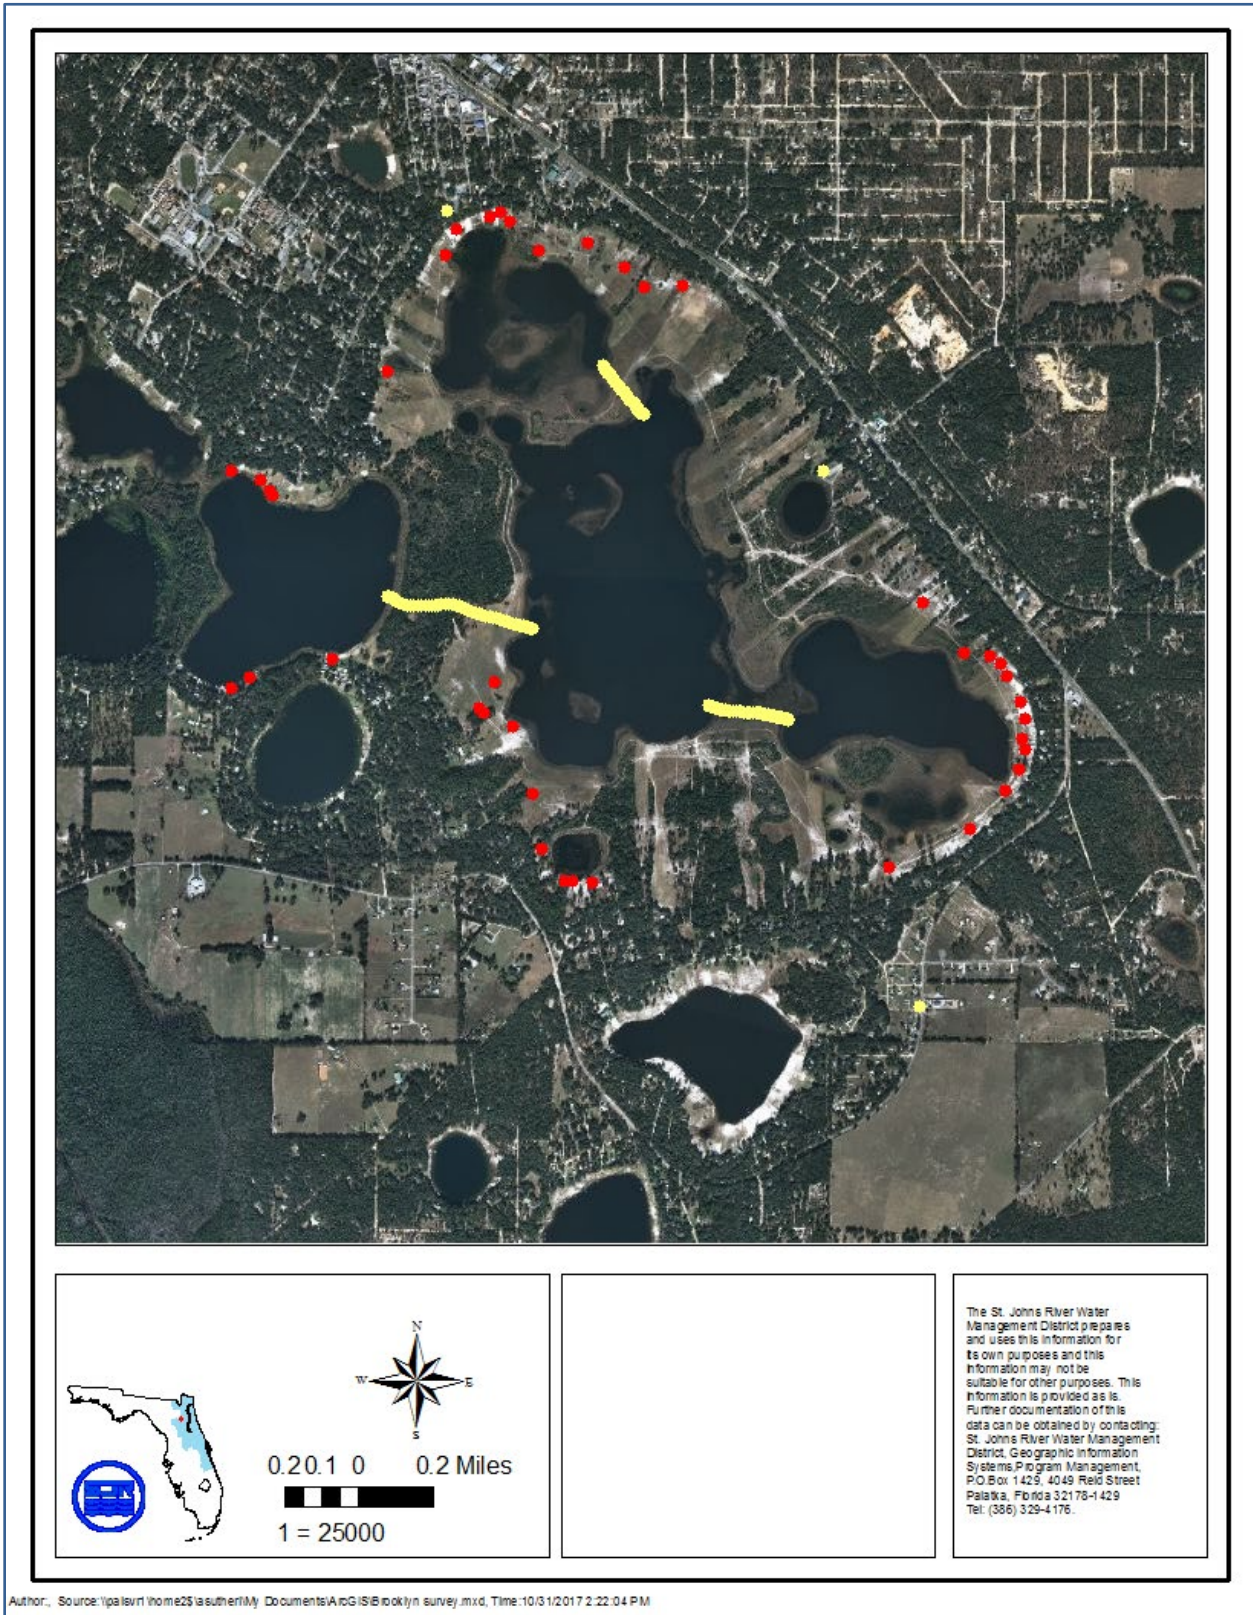 N
W E
S
0.2 0.1 0 0.2 Miles
1 = 25000
The St. Johns River Water
Management District prepares
and uses this information for
its own purposes and this
information may not be
suitable for other purposes. This
information is provided as is.
Further documentation of this
data can be obtained by contacting:
St. Johns River Water Management
District, Geographic Information
Systems,Program Management,
P.O.Box 1429, 4049 Reid Street
Palatka, Florida 32178-1429
Tel: (386) 329-4176.
Author:, Source:\\palsvr1\home2$\asutherl\My Documents\ArcGIS\Brooklyn survey.mxd, Time:10/31/2017 2:22:04 PM